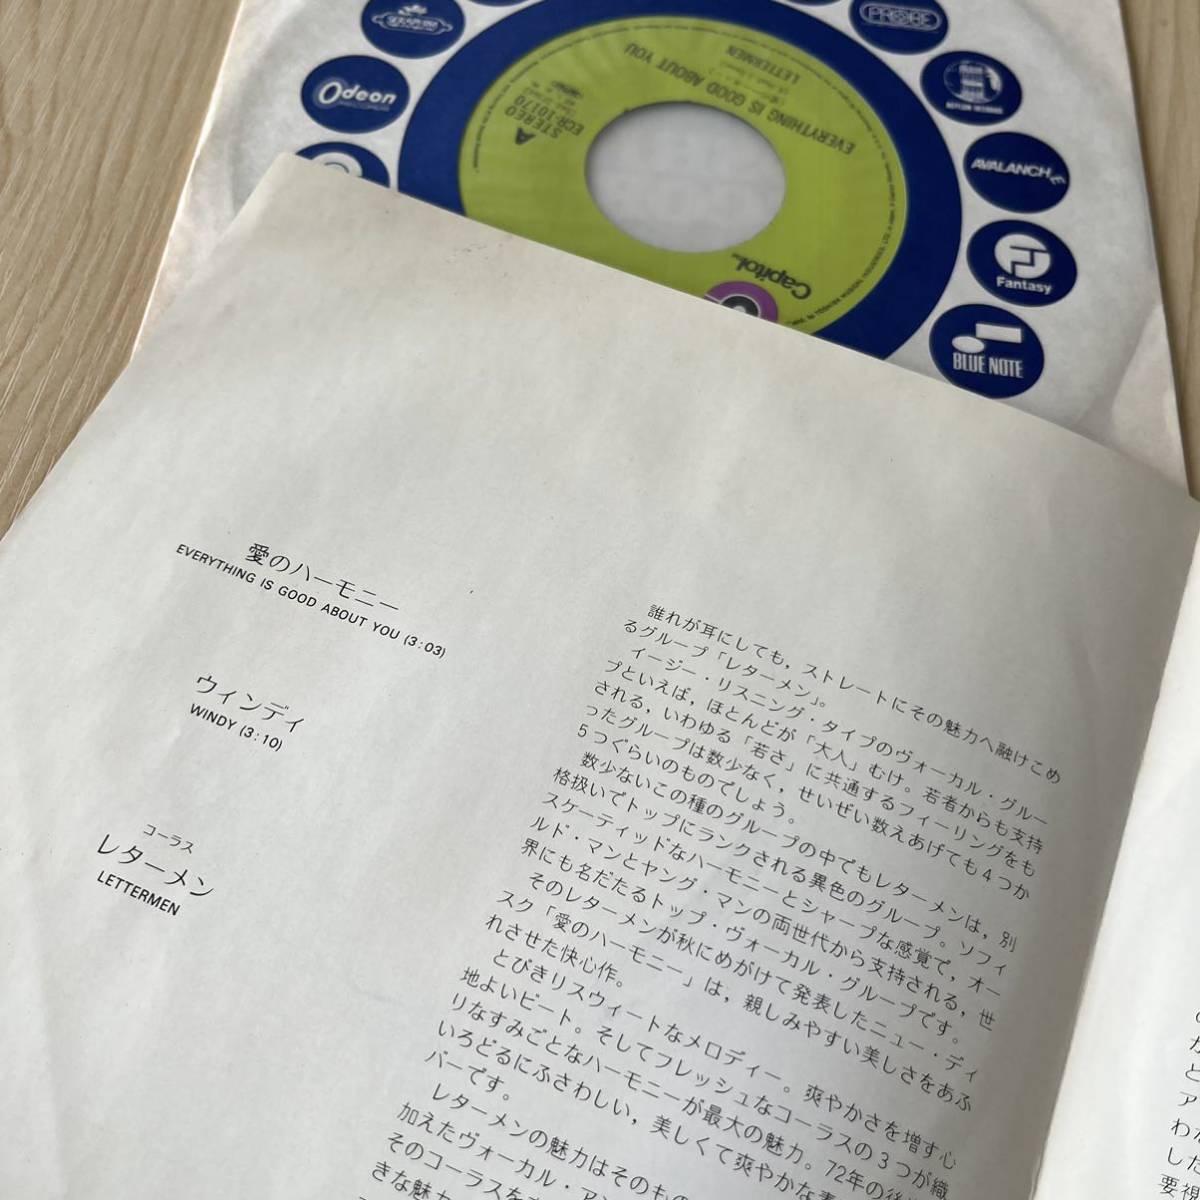 PROBE
Odeon
RECORDS
AVALANCHE
Fantasy
BLUE NOTE
EVERYTHING IS GOOD ABOUT YOU
LETTERMEN
A
STEREO
ECR-10170
Capitol
愛のハーモニー
EVERYTHING IS GOOD ABOUT YOU (3:03)
ウィンディ
WINDY (3:10)
コーラス
レターメン
LETTERMEN
誰れが耳にしても，ストレートにその魅力へ融けこめ
るグループ「レターメン」。
イージー・リスニング・タイプのヴォーカル・グルー
プといえば，ほとんどが「大人」むけ。若者からも支持
される，いわゆる「若さ」に共通するフィーリングをも
ったグループは数少なく，せいぜい数えあげても4つか
5つぐらいのものでしょう。
数少ないこの種のグループの中でもレターメンは，別
格扱いでトップにランクされる異色のグループ。ソフィ
スケーティッドなハーモニーとシャープな感覚で，オー
ルド・マンとヤング・マンの両世代から支持される，世
界にも名だたるトップ・ヴォーカル・グループです。
そのレターメンが秋にめがけて発表したニュー・ディ
スク「愛のハーモニー」は，親しみやすい美しさをあふ
れさせた快心作。
とびきりスウィートなメロディー。爽やかさを増す心
地よいビート。そしてフレッシュなコーラスの3つが織
りなすみごとなハーモニーが最大の魅力。72年の後
いろどるにふさわしい，美しくて爽やかな
バーです。
レターメンの魅力はそのもの
加えたヴォーカル・アン
そのコーラスを
きな魅力